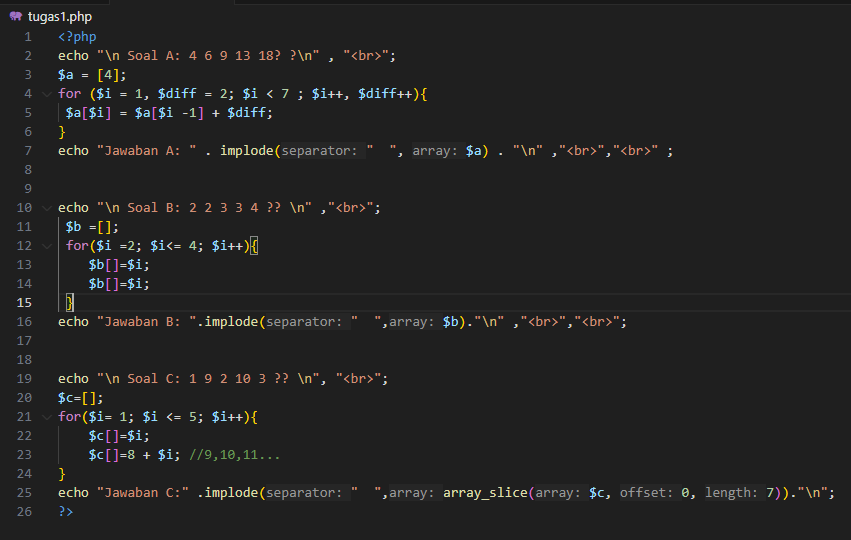 tugas1.php
1 <?php
2 echo "\n Soal A: 4 6 9 13 18? ?\n" , "<br>";
3 $a = [4];
4 for ($i = 1, $diff = 2; $i < 7 ; $i++, $diff++){
5 $a[$i] = $a[$i -1] + $diff;
6 }
7 echo "Jawaban A: " . implode(separator: "  ", array: $a) . "\n" ,"<br>","<br>" ;
8
9
10 echo "\n Soal B: 2 2 3 3 4 ?? \n" ,"<br>";
11 $b =[];
12 for($i =2; $i<= 4; $i++){
13 $b[]=$i;
14 $b[]=$i;
15 }
16 echo "Jawaban B: ".implode(separator: "  ",array: $b)."\n" ,"<br>","<br>";
17
18
19 echo "\n Soal C: 1 9 2 10 3 ?? \n", "<br>";
20 $c=[];
21 for($i= 1; $i <= 5; $i++){
22 $c[]=$i;
23 $c[]=8 + $i; //9,10,11...
24 }
25 echo "Jawaban C:" .implode(separator: "  ",array: array_slice(array: $c, offset: 0, length: 7))."\n";
26 ?>